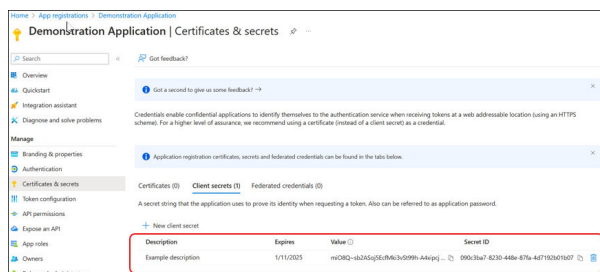 Home > App registrations > Demonstration Application
Demonstration Application | Certificates & secrets
Search
Got feedback?
Overview
Quickstart
Integration assistant
Diagnose and solve problems
Manage
Branding & properties
Authentication
Certificates & secrets
Token configuration
API permissions
Expose an API
App roles
Owners
Got a second to give us some feedback? →
Credentials enable confidential applications to identify themselves to the authentication service when receiving tokens at a web addressable location (using an HTTPS
scheme). For a higher level of assurance, we recommend using a certificate (instead of a client secret) as a credential.
Application registration certificates, secrets and federated credentials can be found in the tabs below.
Certificates (0) Client secrets (1) Federated credentials (0)
A secret string that the application uses to prove its identity when requesting a token. Also can be referred to as application password.
+ New client secret
Description Expires Value Secret ID
Example description 1/11/2025